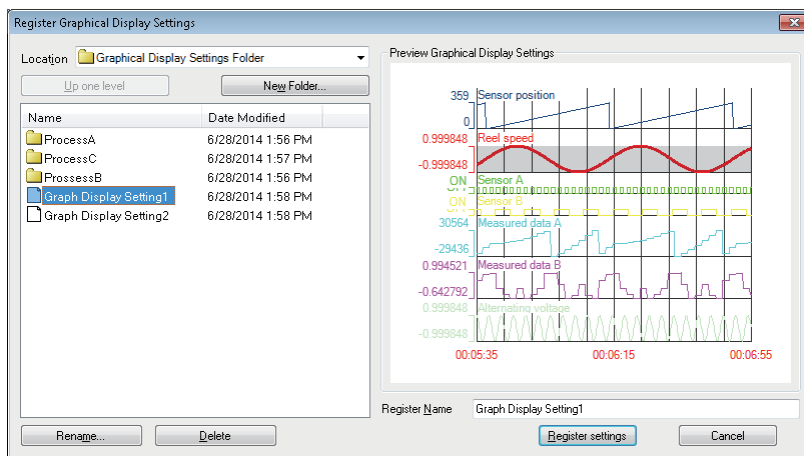 Register Graphical Display Settings
Location Graphical Display Settings Folder
Up one level New Folder...
Name Date Modified
ProcessA 6/28/2014 1:56 PM
ProcessC 6/28/2014 1:57 PM
ProssessB 6/28/2014 1:56 PM
Graph Display Setting1 6/28/2014 1:58 PM
Graph Display Setting2 6/28/2014 1:58 PM
Rename... Delete
Preview Graphical Display Settings
359 Sensor position
0
0.999848 Reel speed
-0.999848
ON Sensor A
ON Sensor B
30564 Measured data A
-29436
0.994521 Measured data B
-0.642792
0.999848 Alternating voltage
-0.999848
00:05:35 00:06:15 00:06:55
Register Name Graph Display Setting1
Register settings Cancel